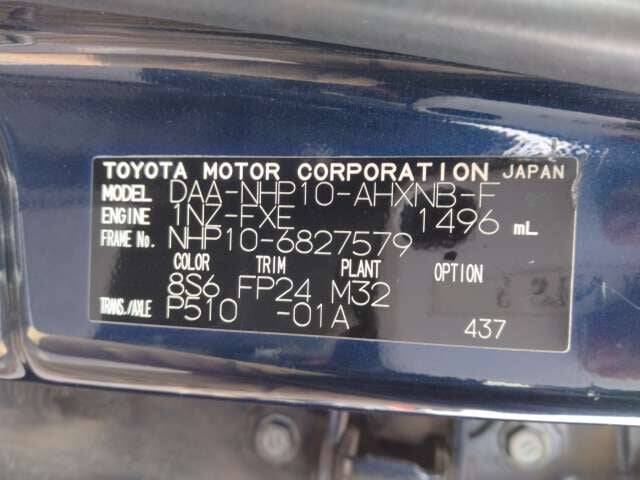 TOYOTA MOTOR CORPORATION JAPAN
MODEL DAA-NHP10-AHXNB-F
ENGINE 1NZ-FXE 1496 mL
FRAME No. NHP10-6827579
COLOR TRIM PLANT OPTION
8S6 FP24 M32
TRANS./AXLE P510 -01A 437